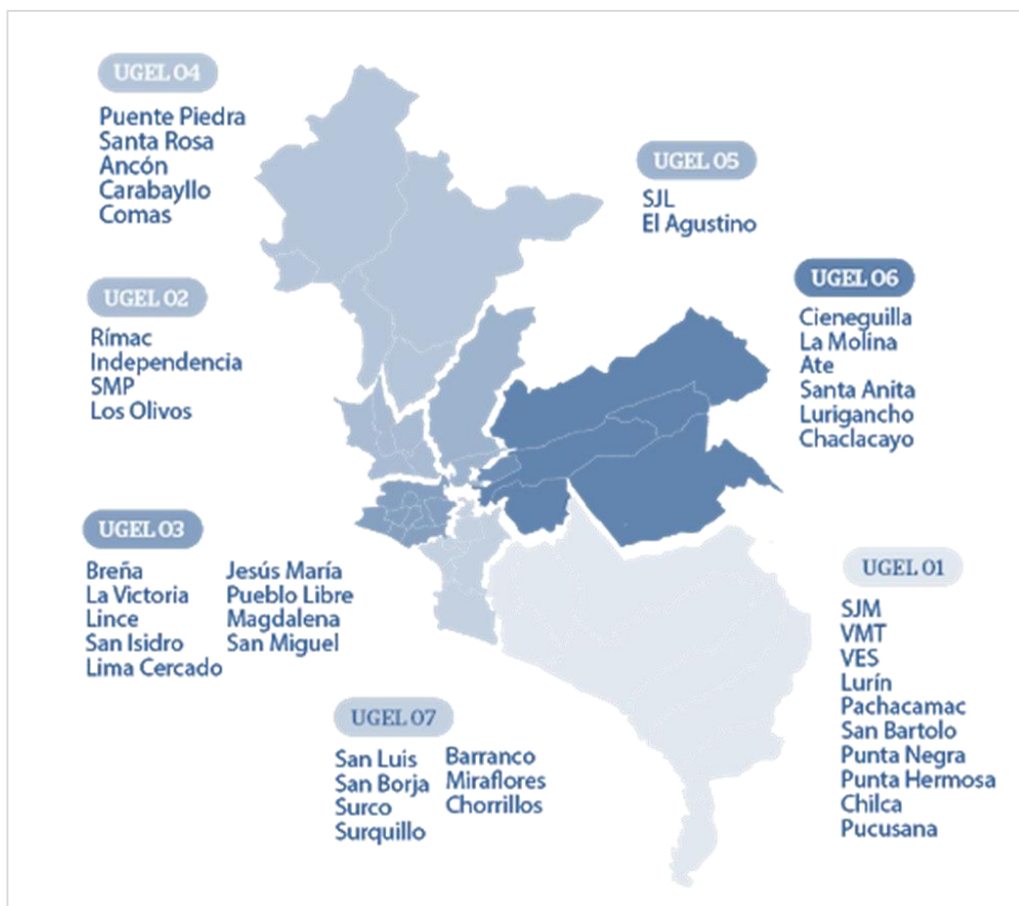 UGEL 04
Puente Piedra
Santa Rosa
Ancón
Carabayllo
Comas
UGEL 05
SJL
El Agustino
UGEL 06
Cieneguilla
La Molina
Ate
Santa Anita
Lurigancho
Chaclacayo
UGEL 02
Rímac
Independencia
SMP
Los Olivos
UGEL 03
Breña
La Victoria
Lince
San Isidro
Lima Cercado
Jesús María
Pueblo Libre
Magdalena
San Miguel
UGEL 01
SJM
VMT
VES
Lurín
Pachacamac
San Bartolo
Punta Negra
Punta Hermosa
Chilca
Pucusana
UGEL 07
San Luis
San Borja
Surco
Surquillo
Barranco
Miraflores
Chorrillos